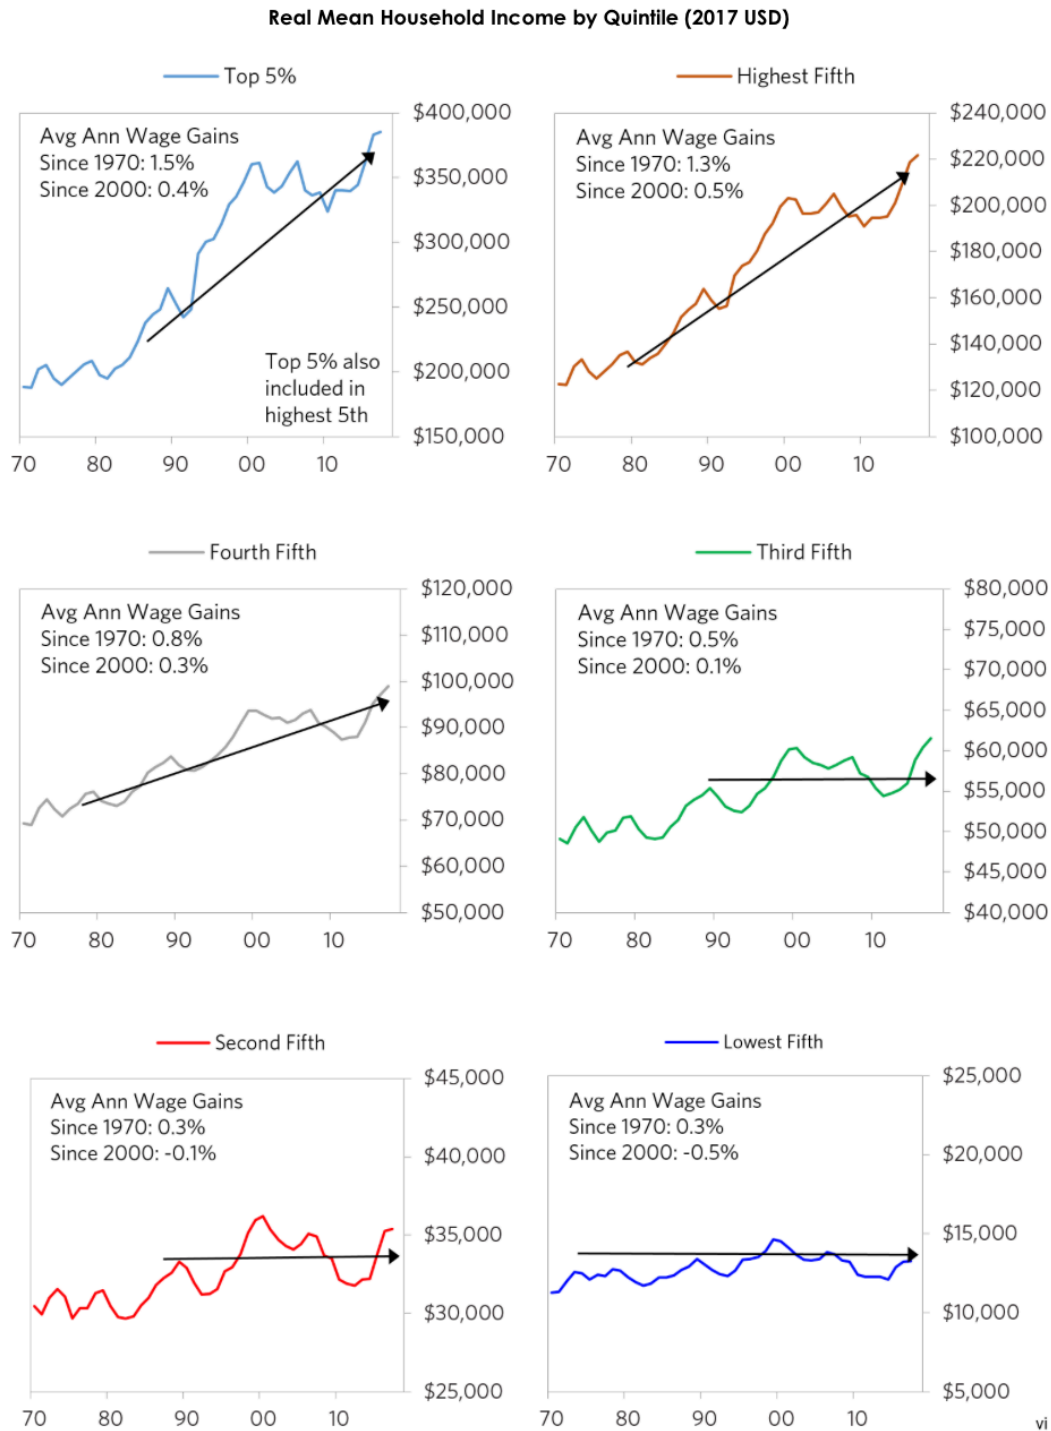 Real Mean Household Income by Quintile (2017 USD)
Top 5%
Avg Ann Wage Gains
Since 1970: 1.5%
Since 2000: 0.4%
Top 5% also
included in
highest 5th
$400,000
$350,000
$300,000
$250,000
$200,000
$150,000
70 80 90 00 10
Highest Fifth
Avg Ann Wage Gains
Since 1970: 1.3%
Since 2000: 0.5%
$240,000
$220,000
$200,000
$180,000
$160,000
$140,000
$120,000
$100,000
70 80 90 00 10
Fourth Fifth
Avg Ann Wage Gains
Since 1970: 0.8%
Since 2000: 0.3%
$120,000
$110,000
$100,000
$90,000
$80,000
$70,000
$60,000
$50,000
70 80 90 00 10
Third Fifth
Avg Ann Wage Gains
Since 1970: 0.5%
Since 2000: 0.1%
$80,000
$75,000
$70,000
$65,000
$60,000
$55,000
$50,000
$45,000
$40,000
70 80 90 00 10
Second Fifth
Avg Ann Wage Gains
Since 1970: 0.3%
Since 2000: -0.1%
$45,000
$40,000
$35,000
$30,000
$25,000
70 80 90 00 10
Lowest Fifth
Avg Ann Wage Gains
Since 1970: 0.3%
Since 2000: -0.5%
$25,000
$20,000
$15,000
$10,000
$5,000
70 80 90 00 10
vi